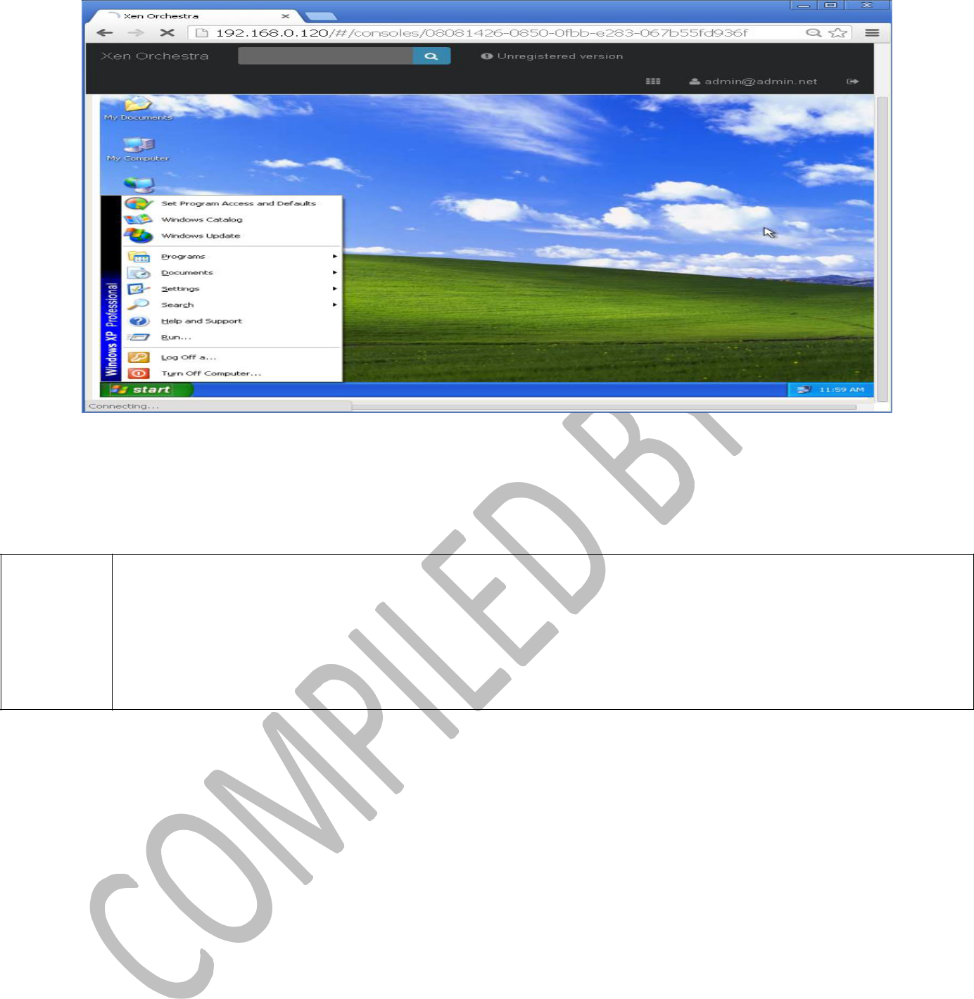 Xen Orchestra
192.168.0.120/#/consoles/08081426-0850-0fbb-e283-067b55fd936f
Xen Orchestra
Unregistered version
admin@admin.net
My Documents
My Computer
Set Program Access and Defaults
Windows Catalog
Windows Update
Programs
Documents
Settings
Search
Help and Support
Run...
Log Off a...
Turn Off Computer...
Windows XP Professional
start
11:59 AM
Connecting...
COMPILED BY